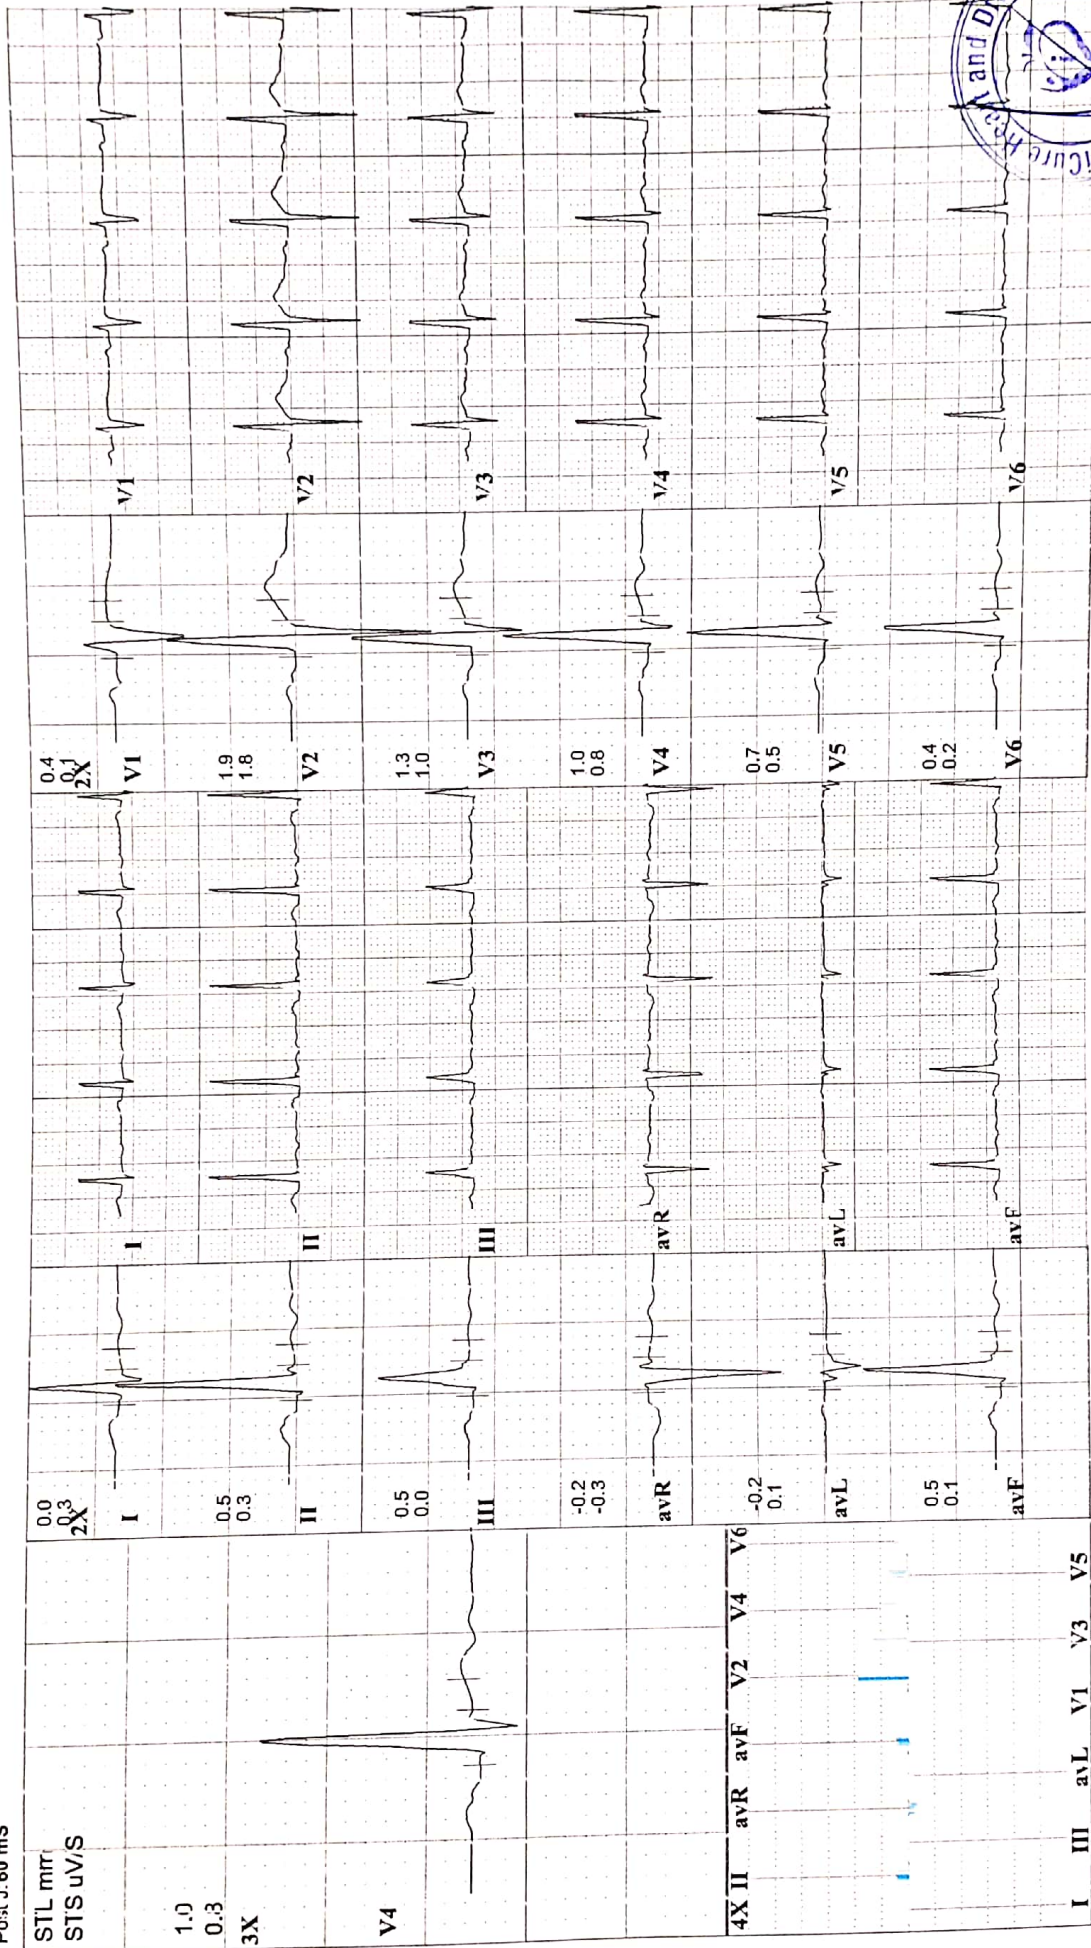 Post J: 60 mS
STL mm
STS uV/S
1.0
0.8
3X
V4
4X II avR avF V2 V4 V6
I III avL V1 V3 V5
0.0
0.3
2X
I
0.5
0.3
II
0.5
0.0
III
-0.2
-0.3
avR
-0.2
0.1
avL
0.5
0.1
avF
I
II
III
avR
avL
avF
0.4
0.1
2X
V1
1.9
1.8
V2
1.3
1.0
V3
1.0
0.8
V4
0.7
0.5
V5
0.4
0.2
V6
V1
V2
V3
V4
V5
V6
and